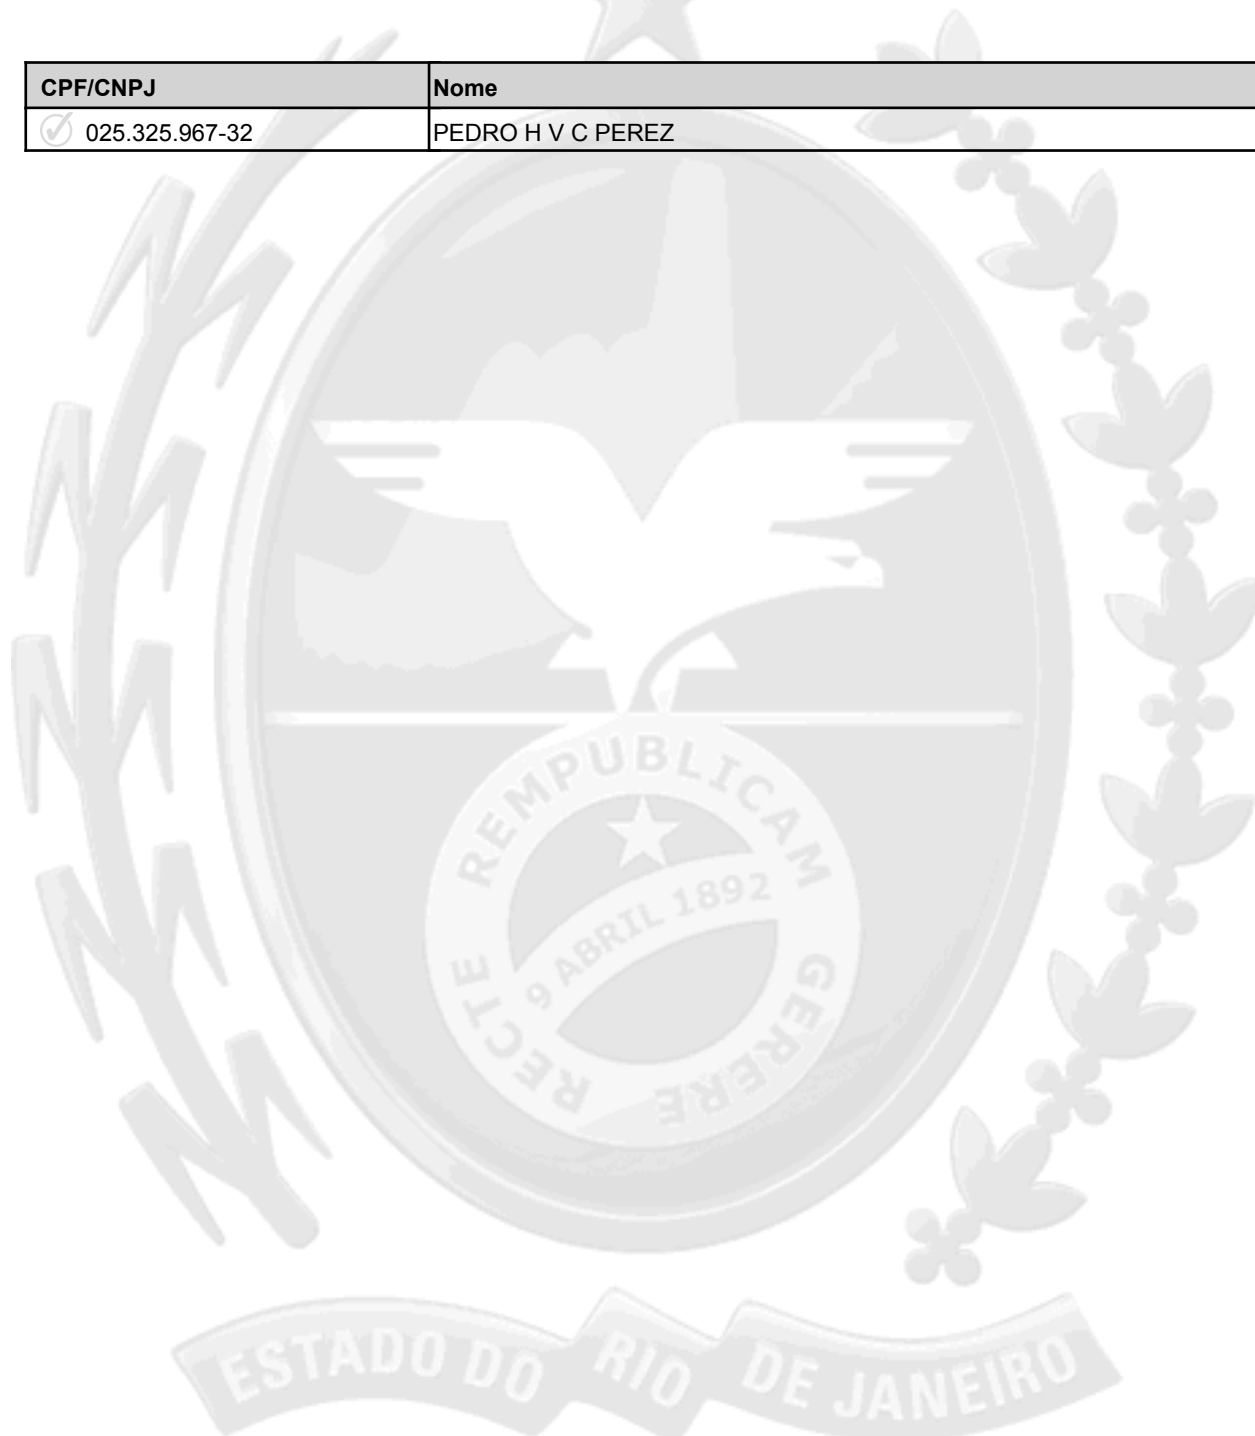 CPF/CNPJ Nome
025.325.967-32 PEDRO H V C PEREZ
REMPUBLICAM
9 ABRIL 1892
RECTE GERERE
ESTADO DO RIO DE JANEIRO